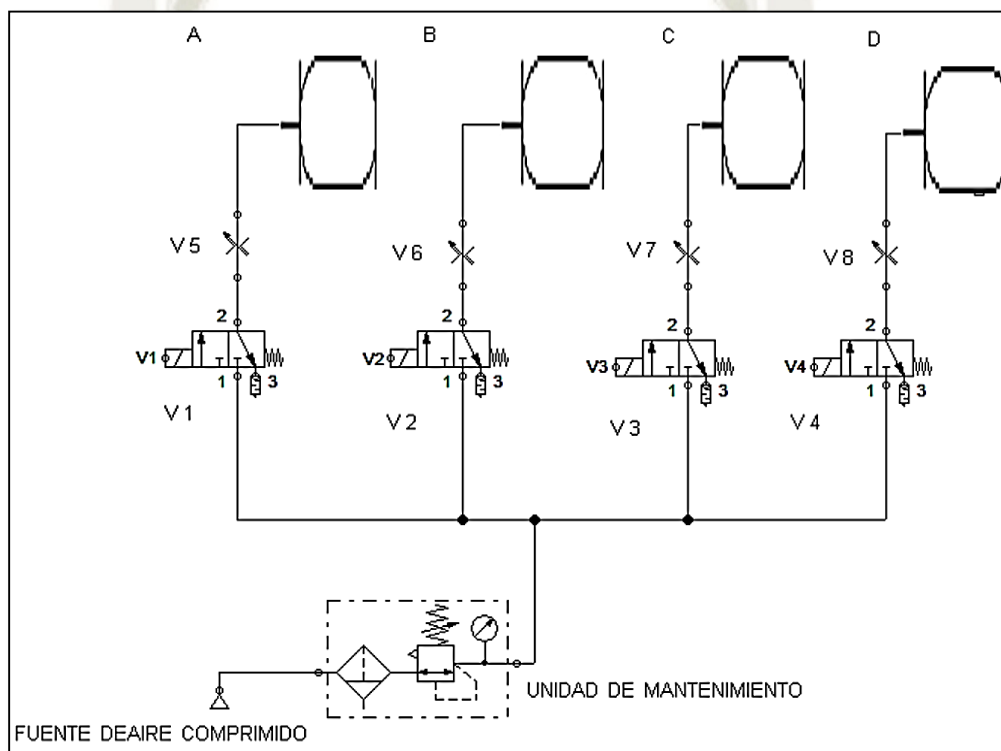 A B C D
V5 V6 V7 V8
2 2 2 2
V1 V2 V3 V4
1 3 1 3 1 3 1 3
V1 V2 V3 V4
UNIDAD DE MANTENIMIENTO
FUENTE DEAIRE COMPRIMIDO